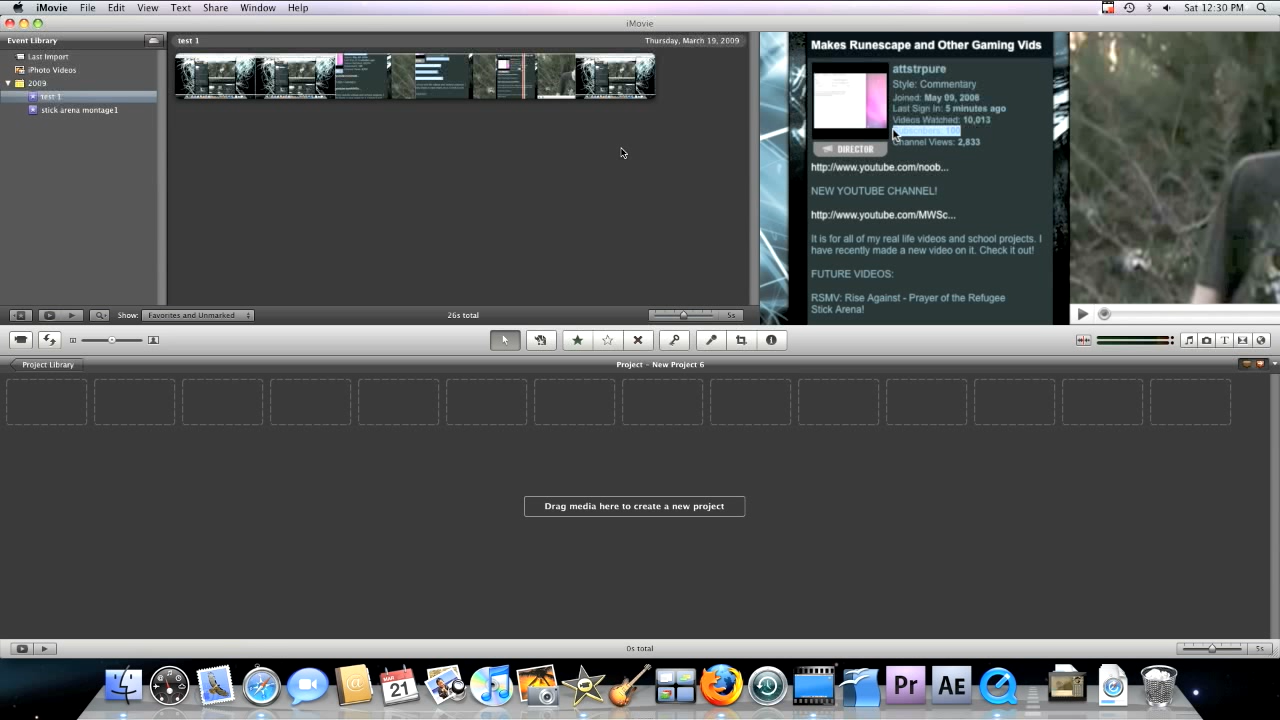 iMovie File Edit View Text Share Window Help
Sat 12:30 PM
iMovie
Event Library
Last Import
iPhoto Videos
2009
test 1
stick arena montage1
test 1
Thursday, March 19, 2009
Makes Runescape and Other Gaming Vids
attstrpure
Style: Commentary
Joined: May 09, 2006
Last Sign In: 5 minutes ago
Videos Watched: 10,013
Subscribers: 100
Channel Views: 2,833
DIRECTOR
http://www.youtube.com/noob...
NEW YOUTUBE CHANNEL!
http://www.youtube.com/MWSc...
It is for all of my real life videos and school projects. I
have recently made a new video on it. Check it out!
FUTURE VIDEOS:
RSMV: Rise Against - Prayer of the Refugee
Stick Arena!
Show: Favorites and Unmarked
26s total
5s
Project Library
Project - New Project 6
Drag media here to create a new project
0s total
5s
MAR
21
Pr
AE